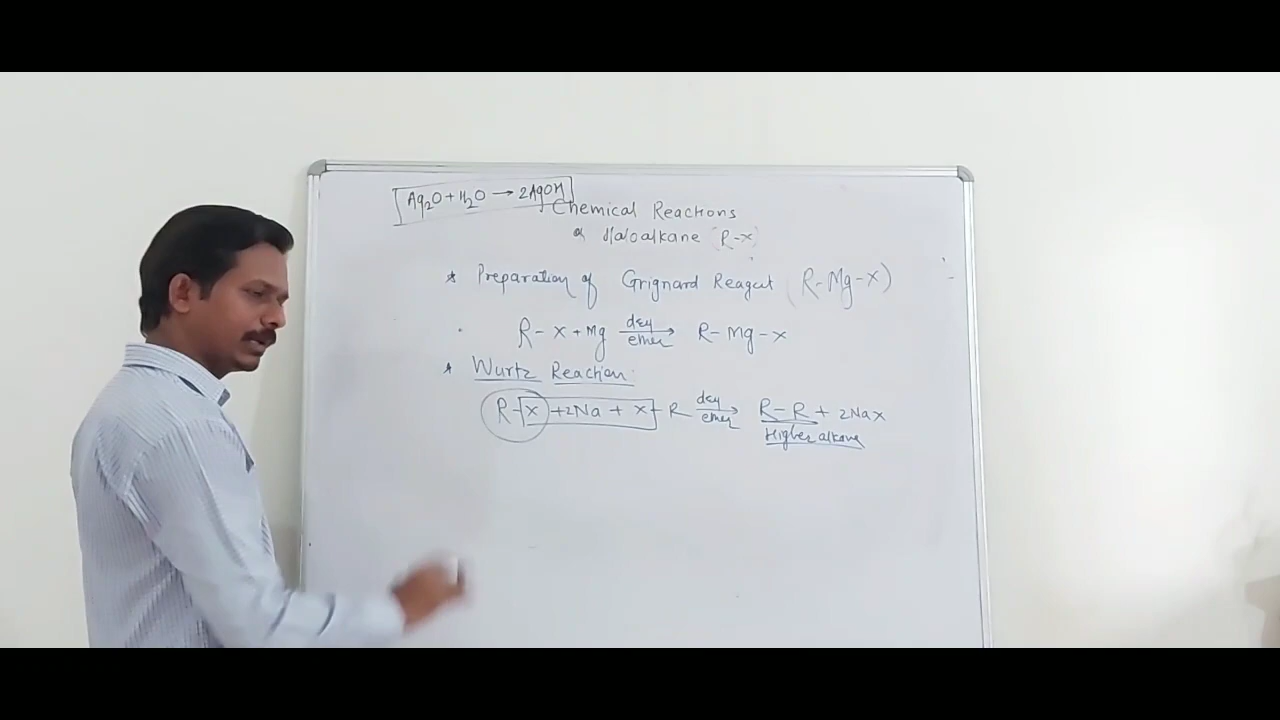 Ag₂O + H₂O → 2AgOH
Chemical Reactions
of Haloalkane (R-X)
* Preparation of Grignard Reagent (R-Mg-X)
R-X + Mg dry ether → R-Mg-X
* Wurtz Reaction:
R-X + 2Na + X-R dry ether → R-R + 2NaX
Higher alkane